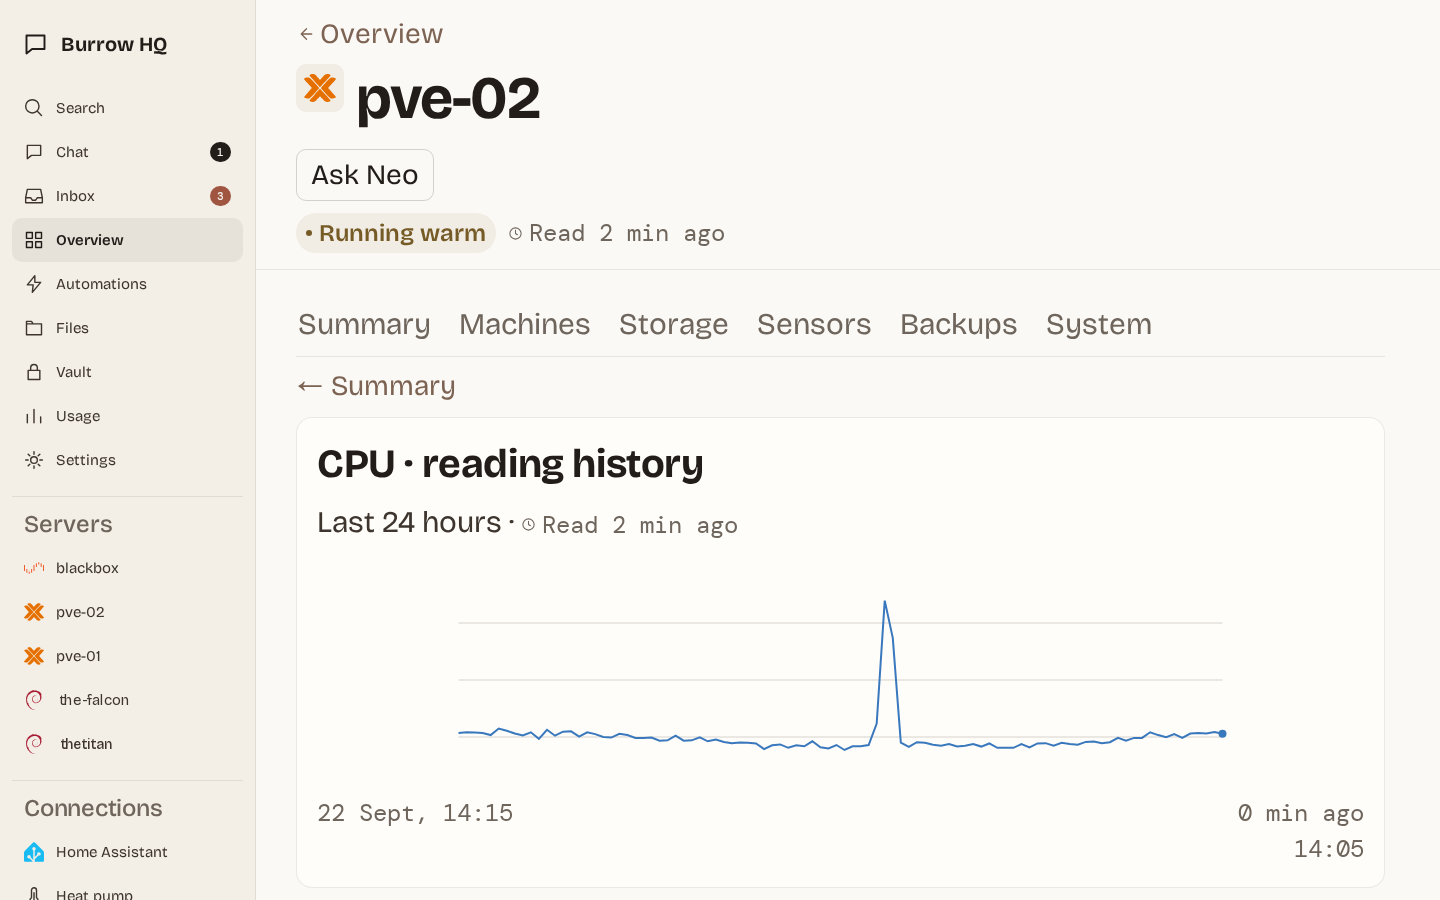 Burrow HQ
Search
Chat 1
Inbox 3
Overview
Automations
Files
Vault
Usage
Settings
Servers
blackbox
pve-02
pve-01
the-falcon
thetitan
Connections
Home Assistant
Heat pump
← Overview
pve-02
Ask Neo
• Running warm Read 2 min ago
Summary Machines Storage Sensors Backups System
← Summary
CPU · reading history
Last 24 hours · Read 2 min ago
22 Sept, 14:15
0 min ago
14:05